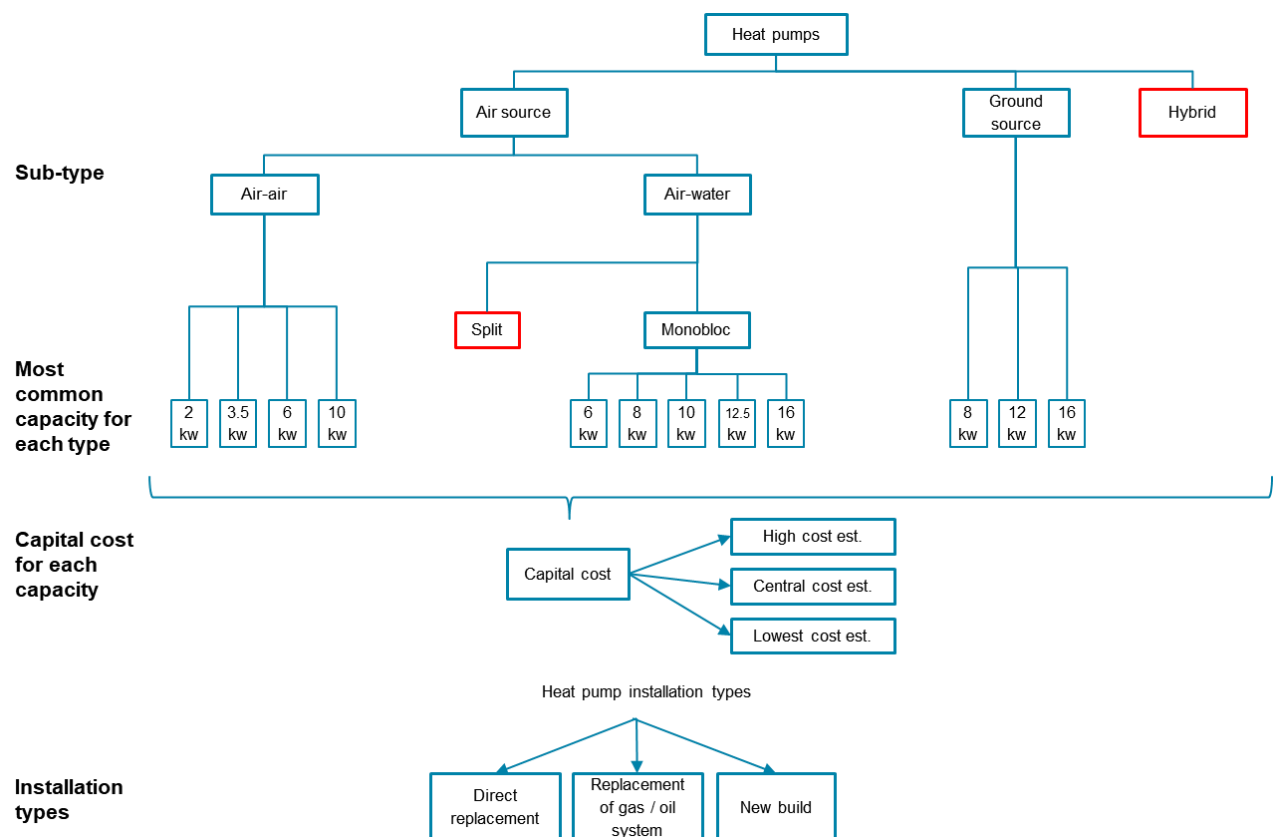 Heat pumps
Air source
Ground
source
Hybrid
Sub-type
Air-air
Air-water
Split
Monobloc
Most
common
capacity for
each type
2
kw
3.5
kw
6
kw
10
kw
6
kw
8
kw
10
kw
12.5
kw
16
kw
8
kw
12
kw
16
kw
Capital cost
for each
capacity
Capital cost
High cost est.
Central cost est.
Lowest cost est.
Heat pump installation types
Installation
types
Direct
replacement
Replacement
of gas / oil
system
New build